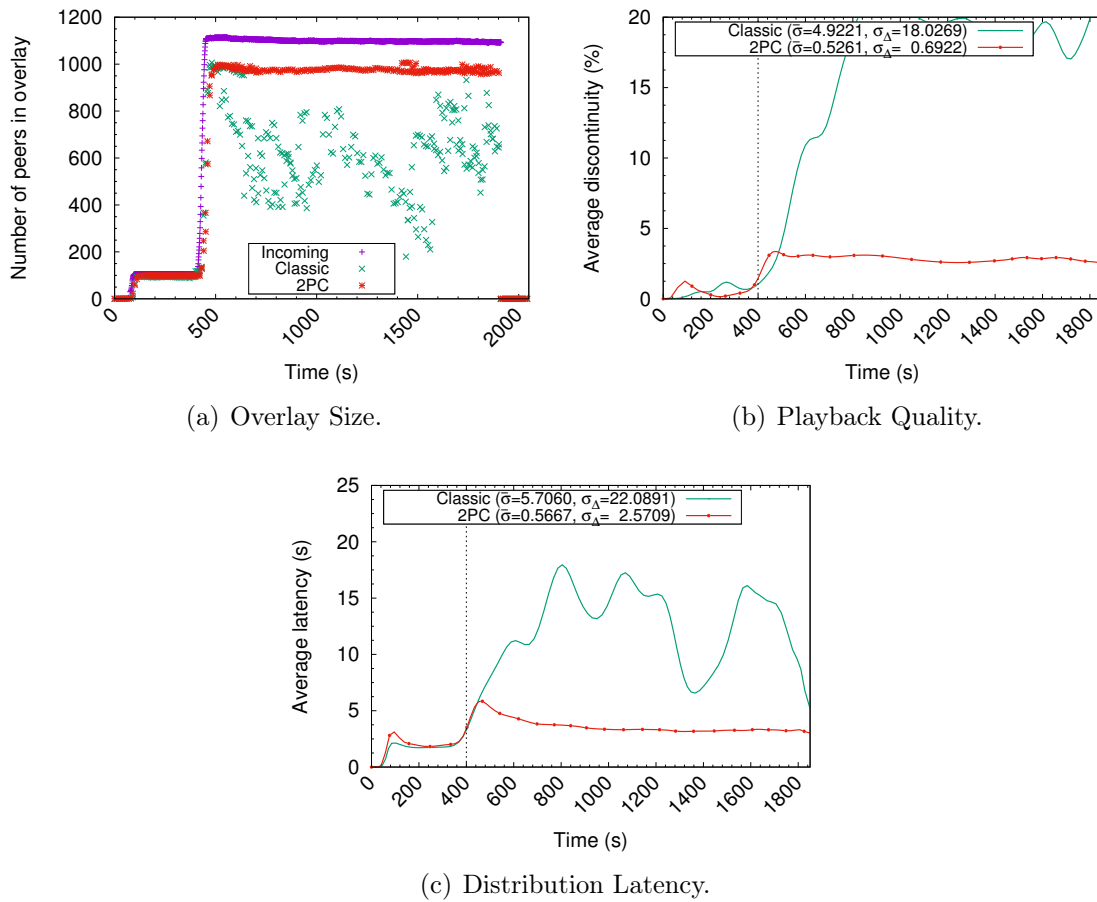 Number of peers in overlay
1200
1000
800
600
400
200
0
Incoming
Classic
2PC
0
500
1000
1500
2000
Time (s)
(a) Overlay Size.
Average discontinuity (%)
20
15
10
5
0
Classic (σ̄=4.9221, σΔ=18.0269)
2PC (σ̄=0.5261, σΔ= 0.6922)
0
200
400
600
800
1000
1200
1400
1600
1800
Time (s)
(b) Playback Quality.
Average latency (s)
25
20
15
10
5
0
Classic (σ̄=5.7060, σΔ=22.0891)
2PC (σ̄=0.5667, σΔ= 2.5709)
0
200
400
600
800
1000
1200
1400
1600
1800
Time (s)
(c) Distribution Latency.